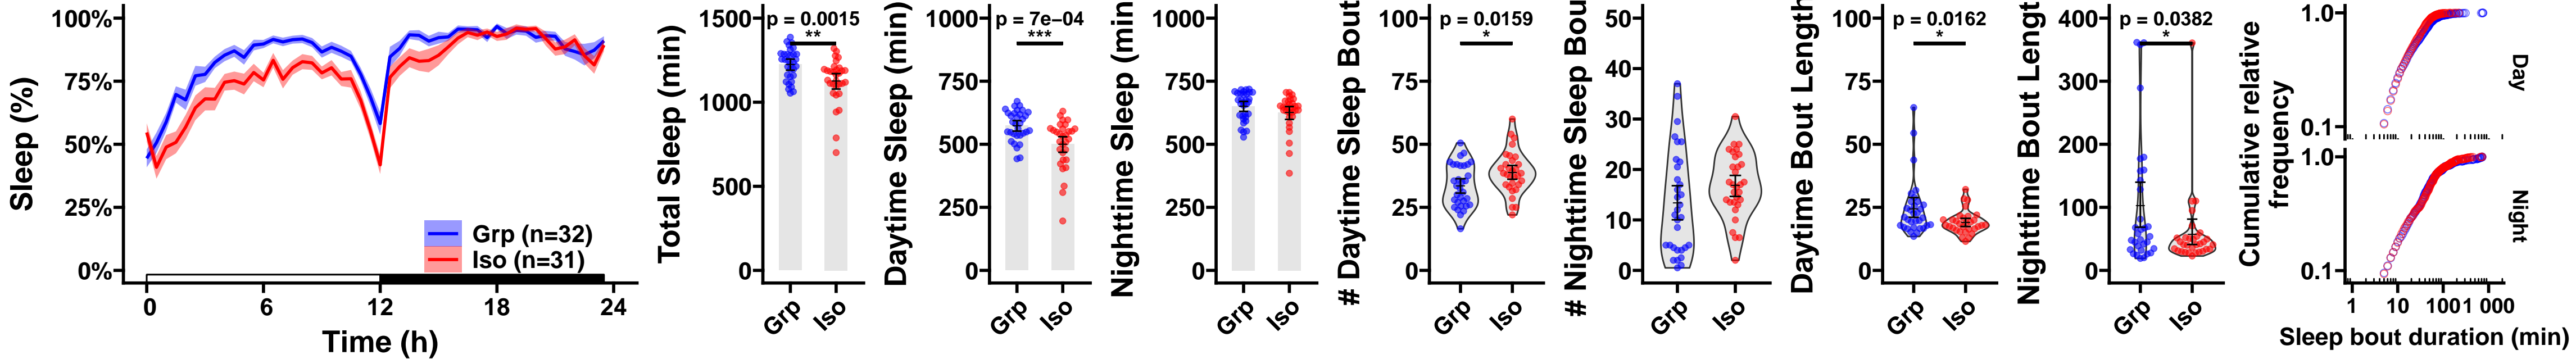 Sleep (%)
100%
75%
50%
25%
0%
Grp (n=32)
Iso (n=31)
0
6
12
18
24
Time (h)
Total Sleep (min)
1500
1000
500
0
p = 0.0015
**
Grp
Iso
Daytime Sleep (min)
1000
750
500
250
0
p = 7e−04
***
Grp
Iso
Nighttime Sleep (min
1000
750
500
250
0
Grp
Iso
# Daytime Sleep Bout
100
75
50
25
0
p = 0.0159
*
Grp
Iso
# Nighttime Sleep Bou
50
40
30
20
10
0
Grp
Iso
Daytime Bout Length
100
75
50
25
0
p = 0.0162
*
Grp
Iso
Nighttime Bout Lengt
400
300
200
100
0
p = 0.0382
*
Grp
Iso
Cumulative relative
frequency
1.0
0.1
Day
1.0
0.1
Night
1
10
100
1 000
Sleep bout duration (min)